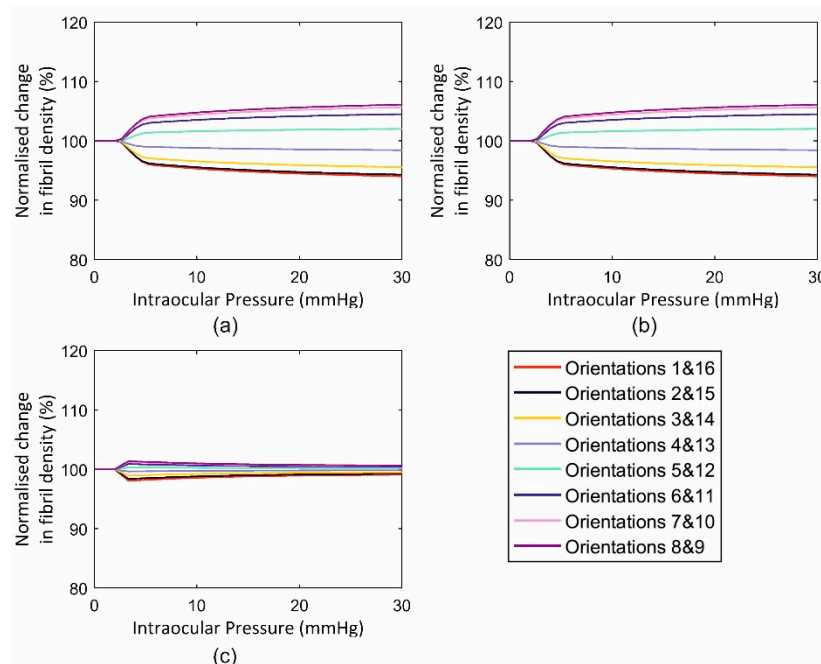 120
110
100
90
80
Normalised change
in fibril density (%)
0
10
20
30
Intraocular Pressure (mmHg)
(a)
120
110
100
90
80
Normalised change
in fibril density (%)
0
10
20
30
Intraocular Pressure (mmHg)
(b)
120
110
100
90
80
Normalised change
in fibril density (%)
0
10
20
30
Intraocular Pressure (mmHg)
(c)
Orientations 1&16
Orientations 2&15
Orientations 3&14
Orientations 4&13
Orientations 5&12
Orientations 6&11
Orientations 7&10
Orientations 8&9